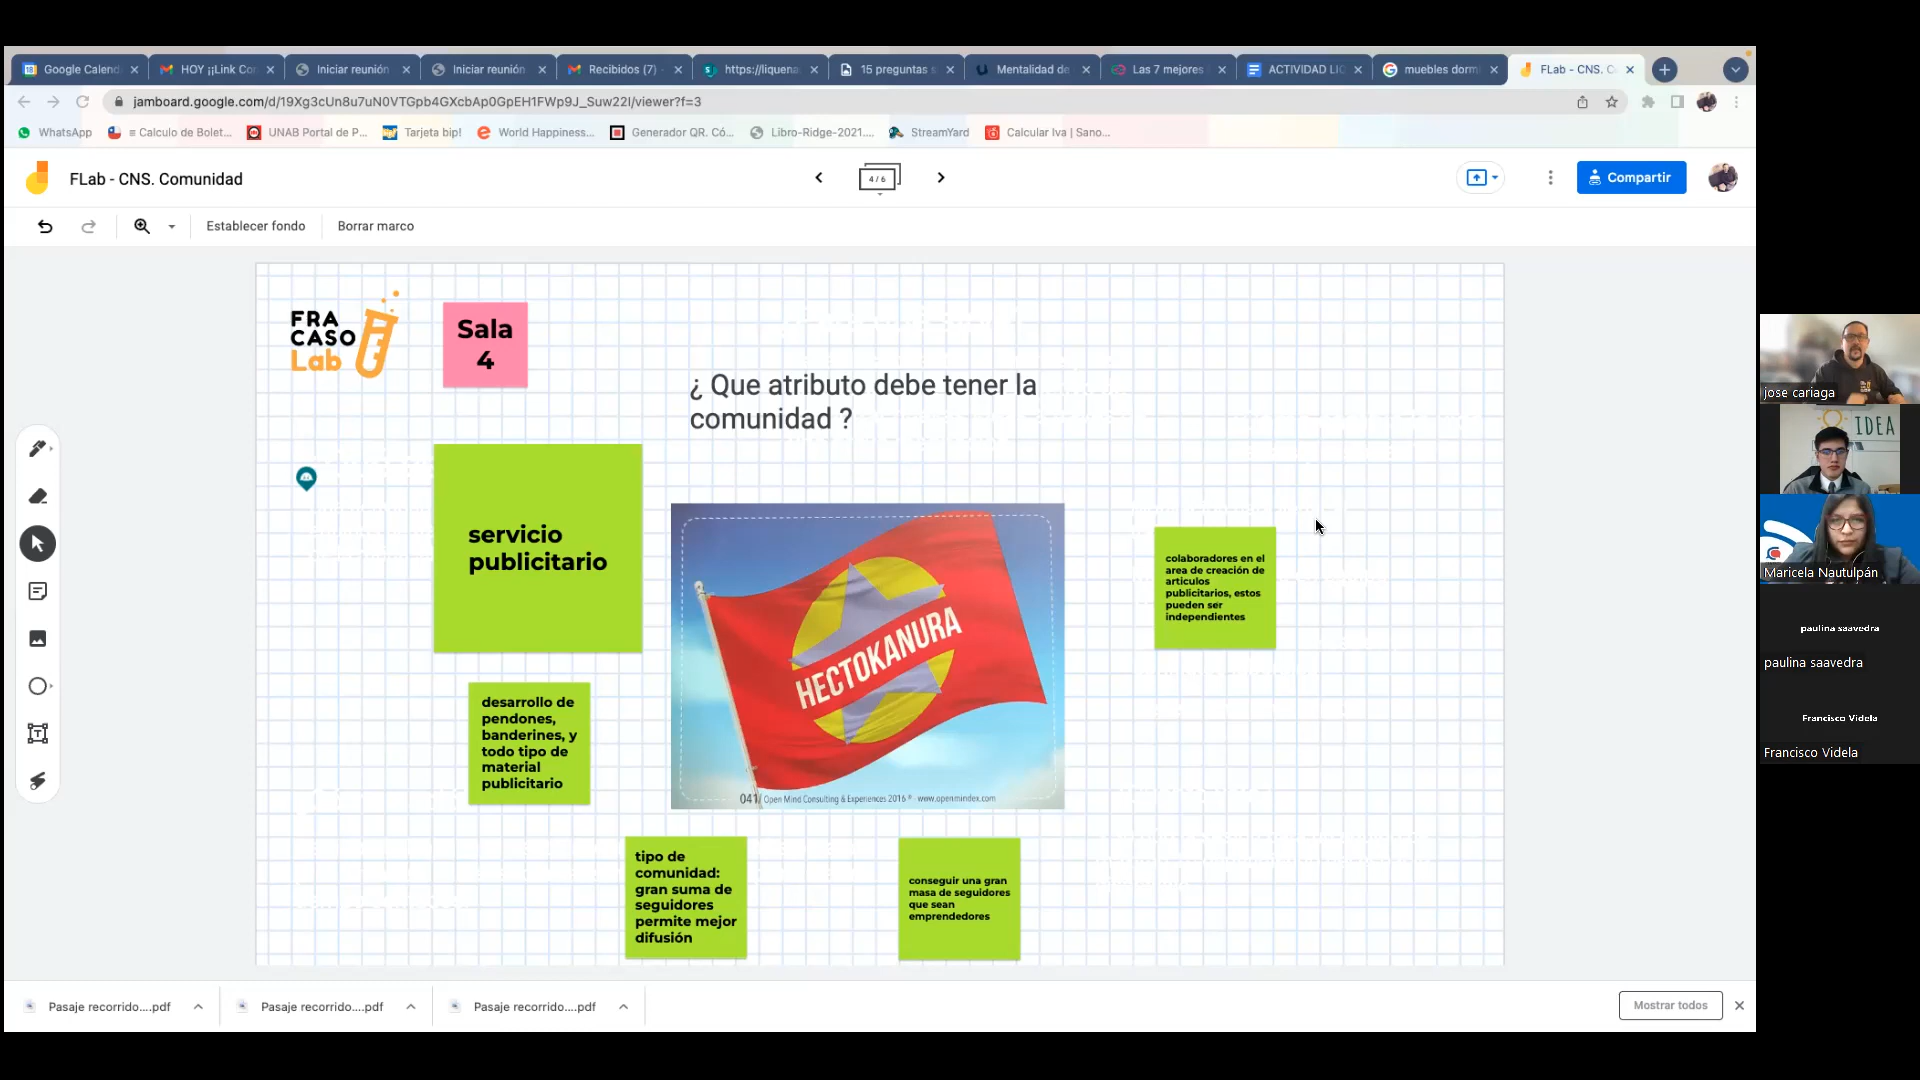 Google Calend
HOY ¡¡Link Co
Iniciar reunión
Iniciar reunión
Recibidos (7) -
https://liquena
15 preguntas s
Mentalidad de
Las 7 mejores
ACTIVIDAD LIC
muebles dorm
FLab - CNS. C
jamboard.google.com/d/19Xg3cUn8u7uN0VTGpb4GXcbAp0GpEH1FWp9J_Suw22I/viewer?f=3
WhatsApp
≡ Calculo de Bolet...
UNAB Portal de P...
Tarjeta bip!
World Happiness...
Generador QR. Có...
Libro-Ridge-2021....
StreamYard
Calcular Iva | Sano...
FLab - CNS. Comunidad
4 / 6
Compartir
Establecer fondo
Borrar marco
FRA
CASO
Lab
Sala
4
¿ Que atributo debe tener la
comunidad ?
servicio
publicitario
HECTOKANURA
041/ Open Mind Consulting & Experiences 2016 ® - www.openmindex.com
colaboradores en el
area de creación de
articulos
publicitarios, estos
pueden ser
independientes
desarrollo de
pendones,
banderines, y
todo tipo de
material
publicitario
tipo de
comunidad:
gran suma de
seguidores
permite mejor
difusión
conseguir una gran
masa de seguidores
que sean
emprendedores
jose cariaga
IDEA
Maricela Nautulpán
paulina saavedra
paulina saavedra
Francisco Videla
Francisco Videla
Pasaje recorrido....pdf
Pasaje recorrido....pdf
Pasaje recorrido....pdf
Mostrar todos